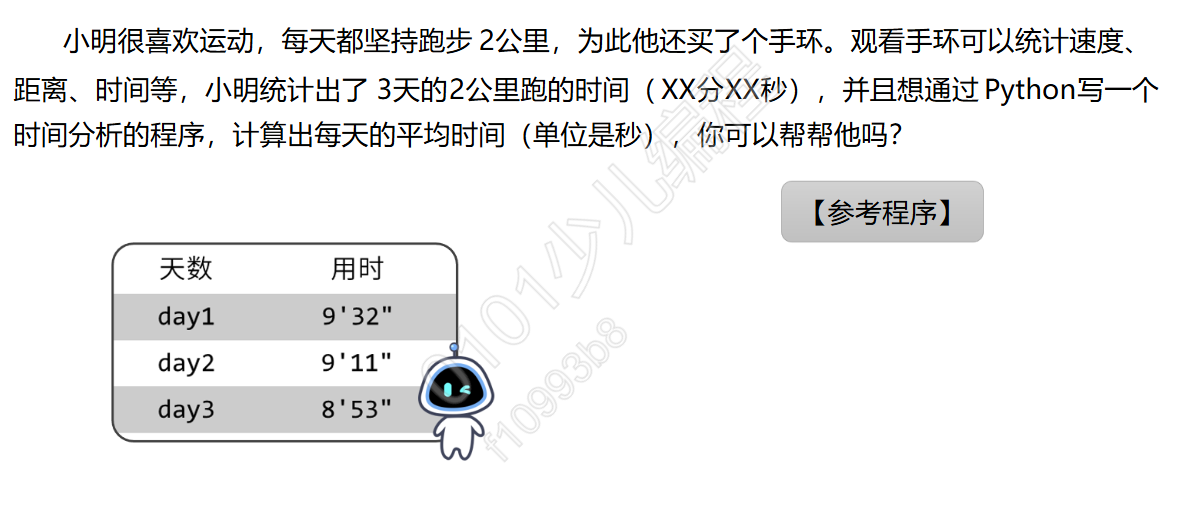 小明很喜欢运动，每天都坚持跑步 2公里，为此他还买了个手环。观看手环可以统计速度、
距离、时间等，小明统计出了 3天的2公里跑的时间（XX分XX秒），并且想通过Python写一个
时间分析的程序，计算出每天的平均时间（单位是秒），你可以帮帮他吗？
【参考程序】
天数 用时
day1 9'32"
day2 9'11"
day3 8'53"
少儿编程
f10993b8